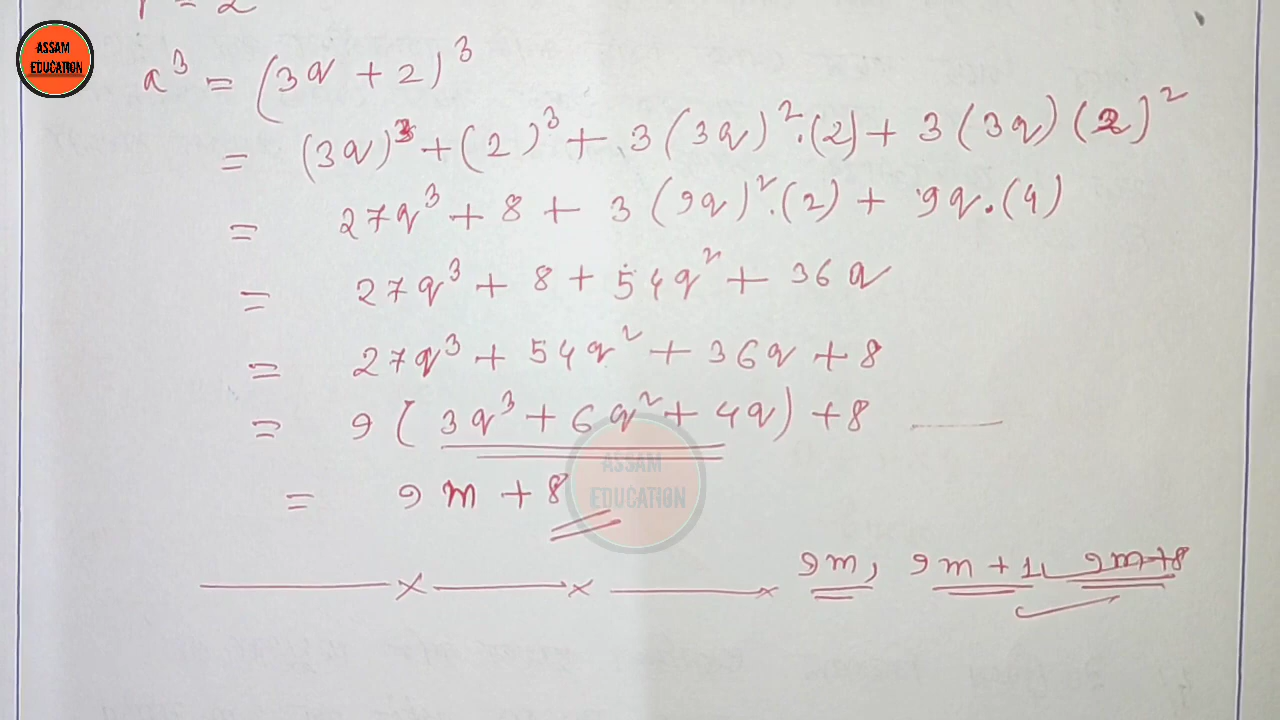 r = 2
ASSAM
EDUCATION
a³ = (3q + 2)³
= (3q)³ + (2)³ + 3(3q)².(2) + 3(3q)(2)²
= 27q³ + 8 + 3(9q)².(2) + 9q.(4)
= 27q³ + 8 + 54q² + 36q
= 27q³ + 54q² + 36q + 8
= 9(3q³ + 6q² + 4q) + 8
ASSAM
EDUCATION
= 9m + 8
9m, 9m + 1, 9m + 8